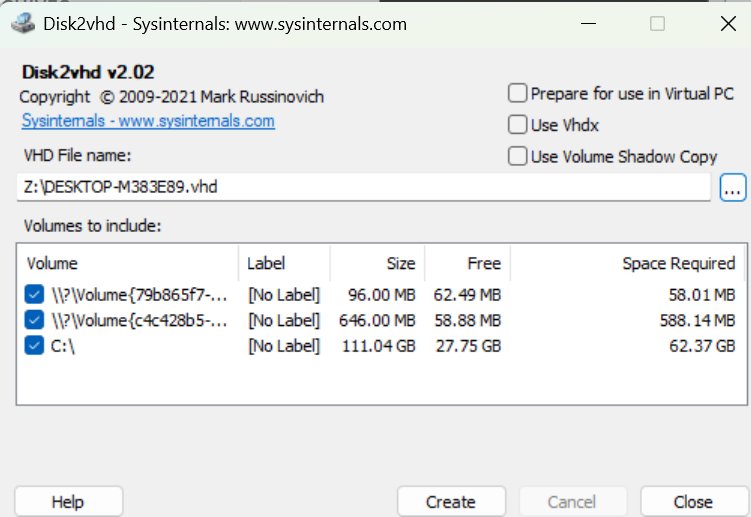 Disk2vhd - Sysinternals: www.sysinternals.com
Disk2vhd v2.02
Copyright © 2009-2021 Mark Russinovich
Sysinternals - www.sysinternals.com
Prepare for use in Virtual PC
Use Vhdx
Use Volume Shadow Copy
VHD File name:
Z:\DESKTOP-M383E89.vhd
...
Volumes to include:
Volume Label Size Free Space Required
\\?\Volume{79b865f7-... [No Label] 96.00 MB 62.49 MB 58.01 MB
\\?\Volume{c4c428b5-... [No Label] 646.00 MB 58.88 MB 588.14 MB
C:\ [No Label] 111.04 GB 27.75 GB 62.37 GB
Help Create Cancel Close